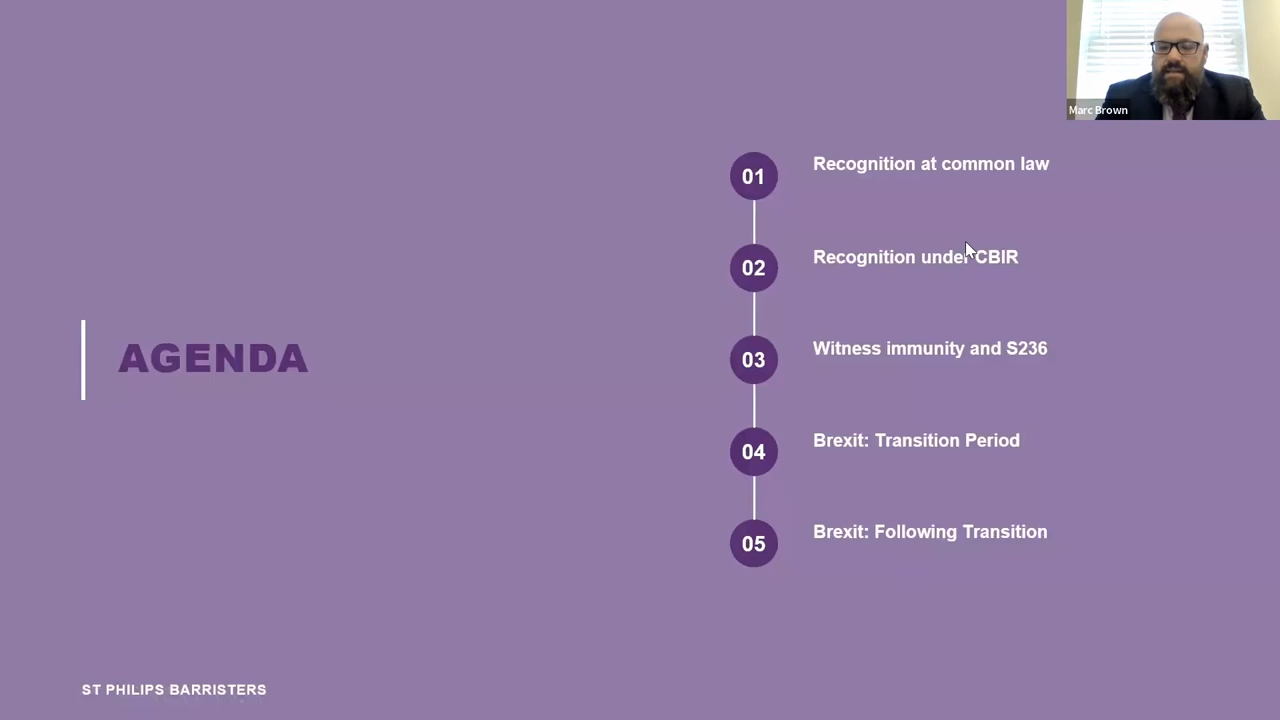 Marc Brown
01
Recognition at common law
02
Recognition under CBIR
03
Witness immunity and S236
AGENDA
04
Brexit: Transition Period
05
Brexit: Following Transition
ST PHILIPS BARRISTERS